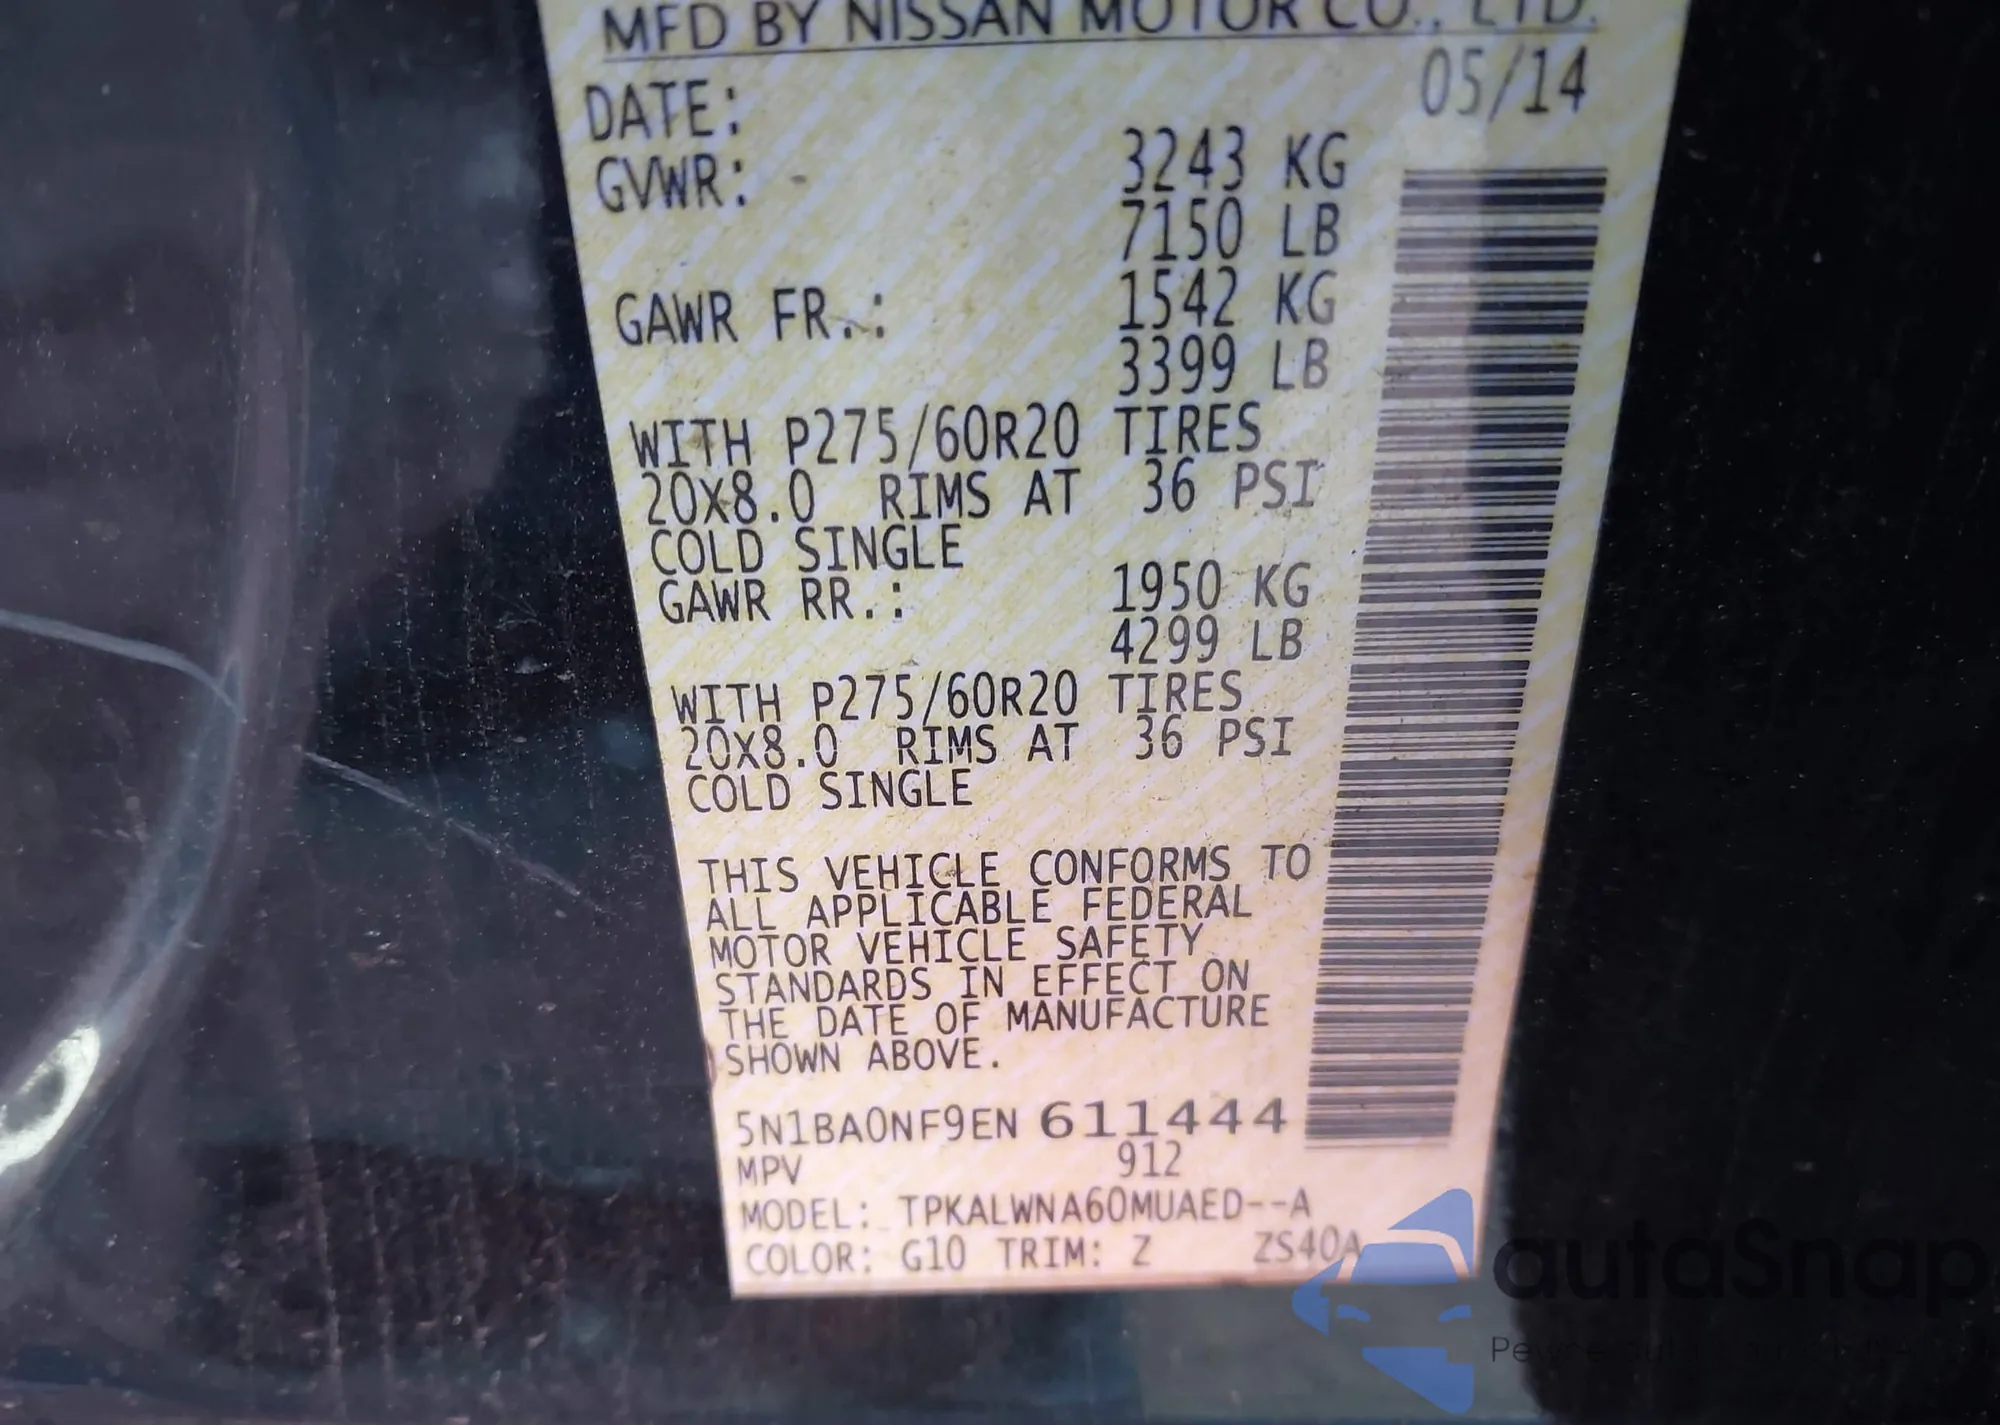 MFD BY NISSAN MOTOR CO., LTD.
DATE: 05/14
GVWR: 3243 KG
7150 LB
GAWR FR.: 1542 KG
3399 LB
WITH P275/60R20 TIRES
20X8.0 RIMS AT 36 PSI
COLD SINGLE
GAWR RR.: 1950 KG
4299 LB
WITH P275/60R20 TIRES
20X8.0 RIMS AT 36 PSI
COLD SINGLE
THIS VEHICLE CONFORMS TO
ALL APPLICABLE FEDERAL
MOTOR VEHICLE SAFETY
STANDARDS IN EFFECT ON
THE DATE OF MANUFACTURE
SHOWN ABOVE.
5N1BA0NF9EN 611444
MPV 912
MODEL: TPKALWNA60MUAED--A
COLOR: G10 TRIM: Z ZS40A
autaSnap